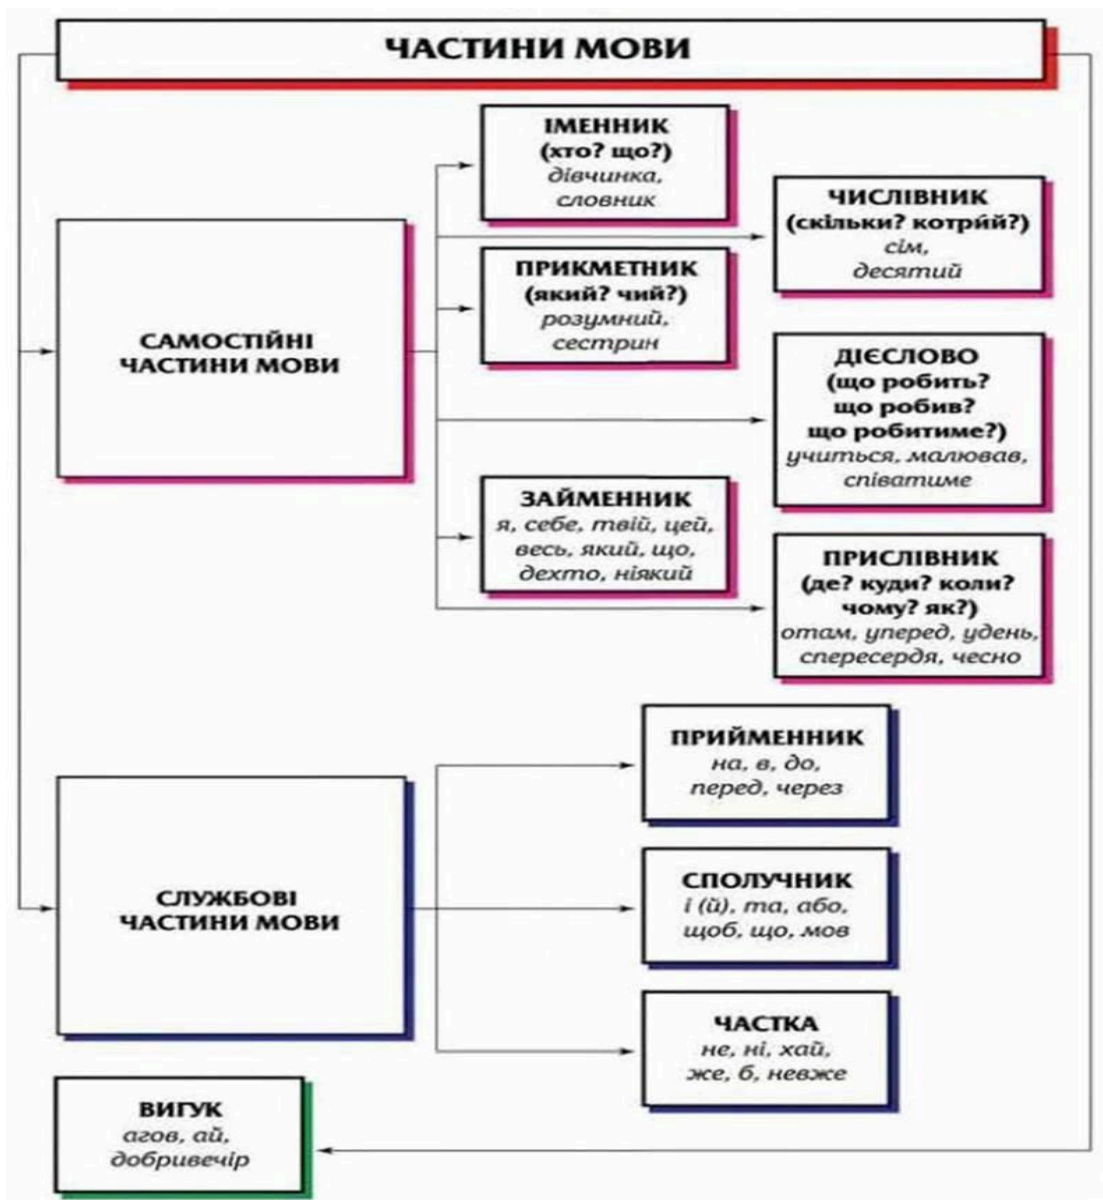 ЧАСТИНИ МОВИ
ІМЕННИК
(хто? що?)
дівчинка,
словник
ЧИСЛІВНИК
(скільки? котри́й?)
сім,
десятий
ПРИКМЕТНИК
(який? чий?)
розумний,
сестрин
САМОСТІЙНІ
ЧАСТИНИ МОВИ
ДІЄСЛОВО
(що робить?
що робив?
що робитиме?)
учиться, малював,
співатиме
ЗАЙМЕННИК
я, себе, твій, цей,
весь, який, що,
дехто, ніякий
ПРИСЛІВНИК
(де? куди? коли?
чому? як?)
отам, уперед, удень,
спересердя, чесно
ПРИЙМЕННИК
на, в, до,
перед, через
СЛУЖБОВІ
ЧАСТИНИ МОВИ
СПОЛУЧНИК
і (й), та, або,
щоб, що, мов
ЧАСТКА
не, ні, хай,
же, б, невже
ВИГУК
агов, ай,
добривечір